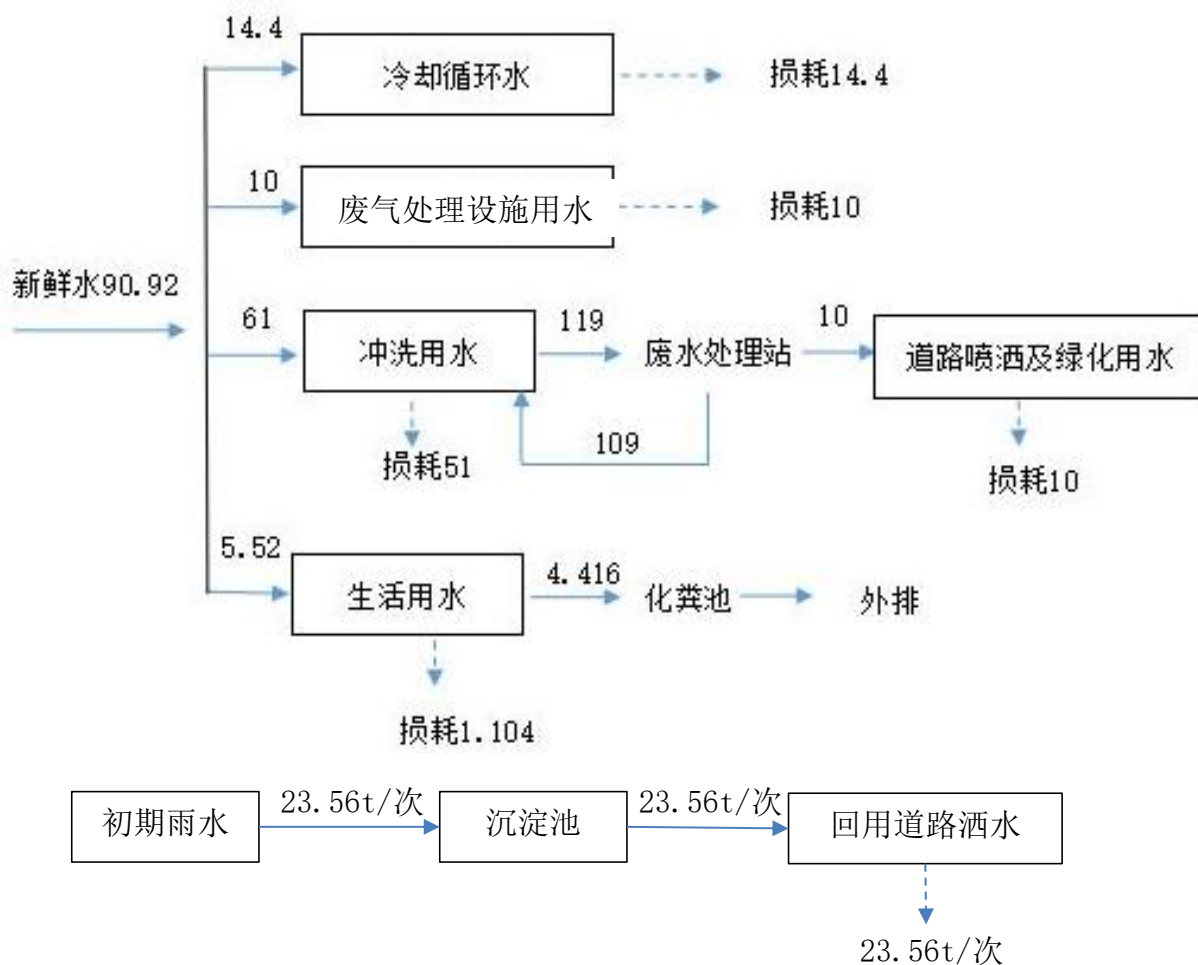 14.4
冷却循环水
损耗14.4
10
废气处理设施用水
损耗10
新鲜水90.92
61
冲洗用水
119
废水处理站
10
道路喷洒及绿化用水
109
损耗51
损耗10
5.52
生活用水
4.416
化粪池
外排
损耗1.104
初期雨水
23.56t/次
沉淀池
23.56t/次
回用道路洒水
23.56t/次